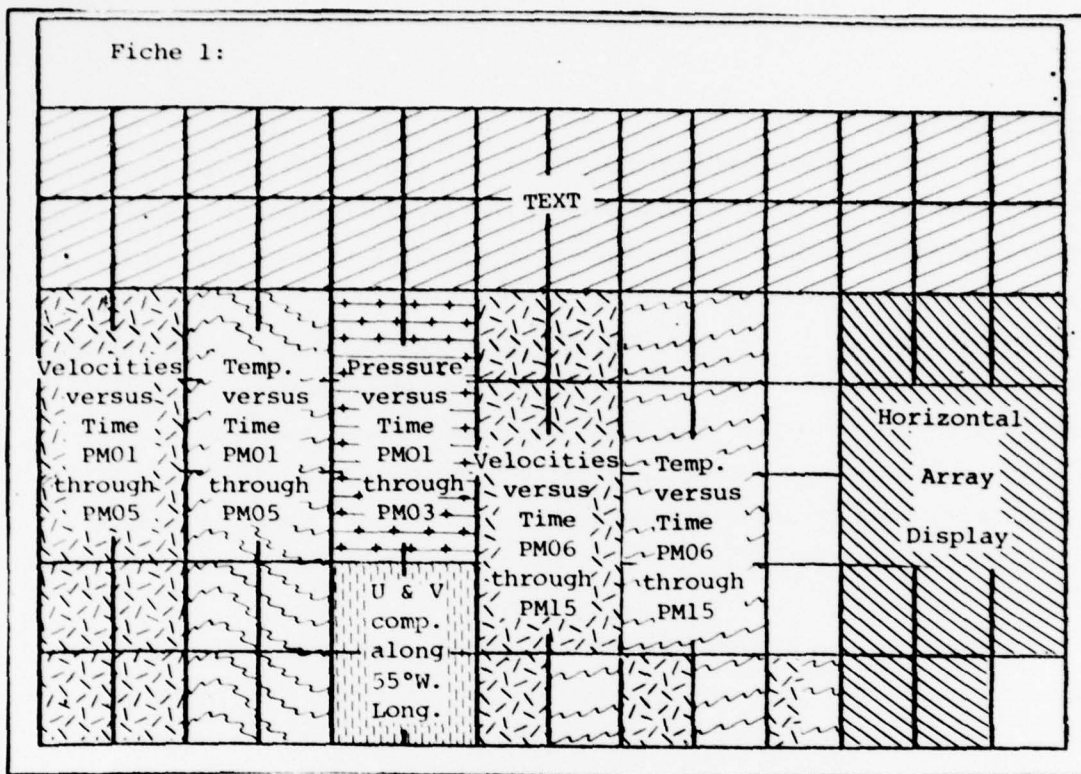 Fiche 1:
TEXT
Velocities
versus
Time
PM01
through
PM05
Temp.
versus
Time
PM01
through
PM05
Pressure
versus
Time
PM01
through
PM03
U & V
comp.
along
55°W.
Long.
Velocities
versus
Time
PM06
through
PM15
Temp.
versus
Time
PM06
through
PM15
Horizontal
Array
Display